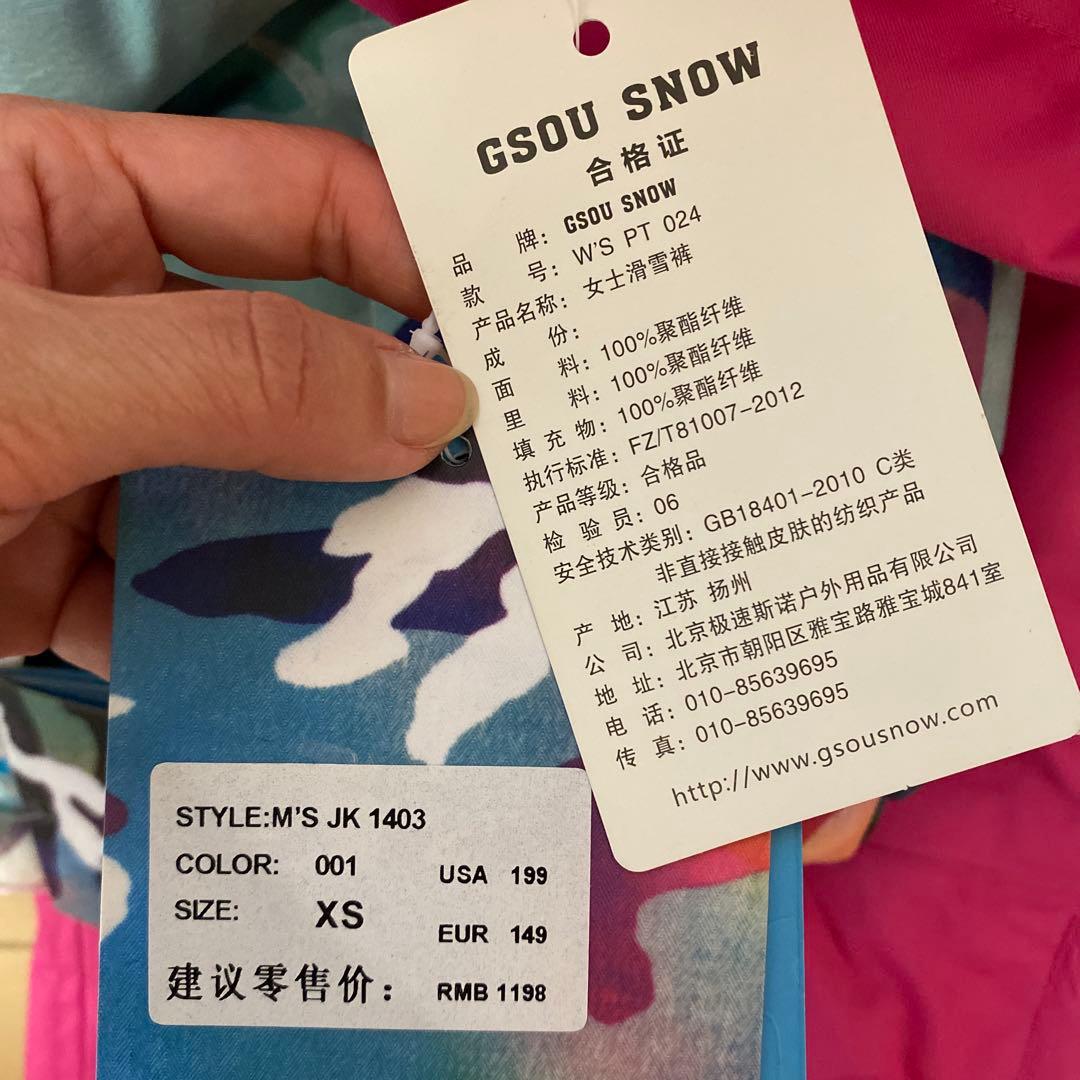 GSOU SNOW
合格证
品 牌：GSOU SNOW
款 号：W'S PT 024
产品名称：女士滑雪裤
成 份：
面 料：100%聚酯纤维
里 料：100%聚酯纤维
填 充 物：100%聚酯纤维
执行标准：FZ/T81007-2012
产品等级：合格品
检 验 员：06
安全技术类别：GB18401-2010 C类
非直接接触皮肤的纺织产品
产 地：江苏 扬州
公 司：北京极速斯诺户外用品有限公司
地 址：北京市朝阳区雅宝路雅宝城841室
电 话：010-85639695
传 真：010-85639695
http://www.gsousnow.com
STYLE:M'S JK 1403
COLOR: 001 USA 199
SIZE: XS EUR 149
建议零售价： RMB 1198